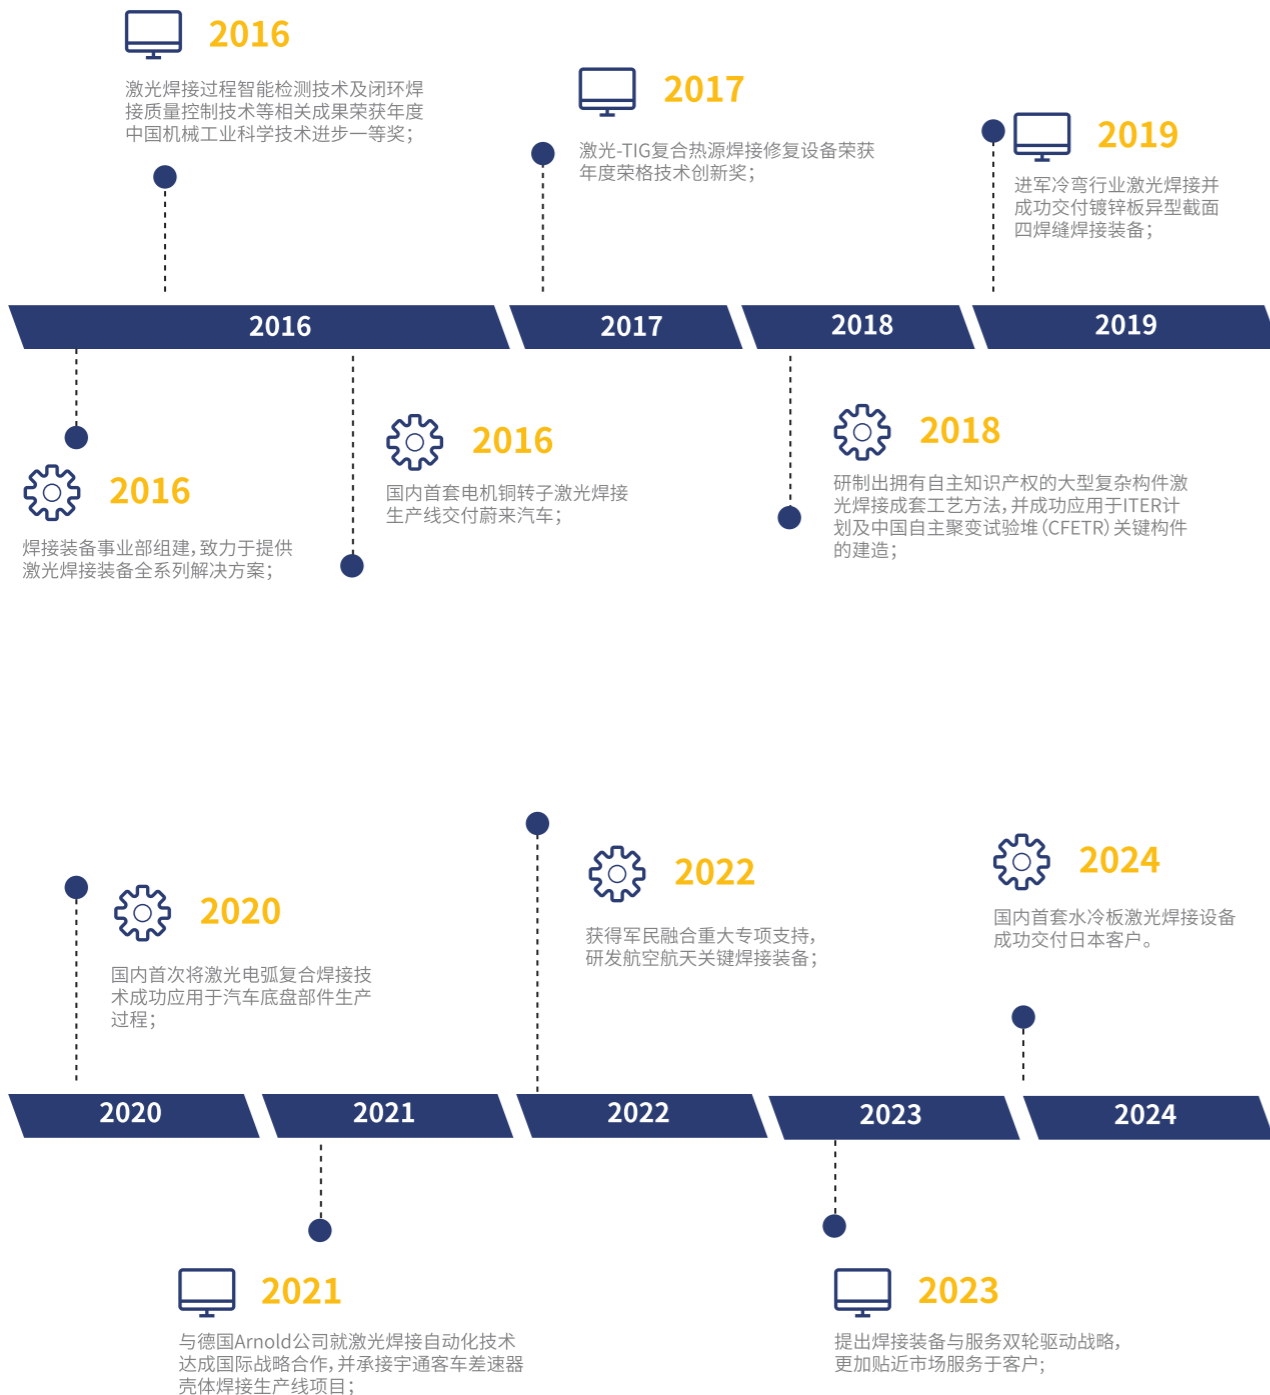 2016
激光焊接过程智能检测技术及闭环焊
接质量控制技术等相关成果荣获年度
中国机械工业科学技术进步一等奖；
2017
激光-TIG复合热源焊接修复设备荣获
年度荣格技术创新奖；
2019
进军冷弯行业激光焊接并
成功交付镀锌板异型截面
四焊缝焊接装备；
2016
2017
2018
2019
2016
焊接装备事业部组建，致力于提供
激光焊接装备全系列解决方案；
2016
国内首套电机铜转子激光焊接
生产线交付蔚来汽车；
2018
研制出拥有自主知识产权的大型复杂构件激
光焊接成套工艺方法，并成功应用于ITER计
划及中国自主聚变试验堆（CFETR）关键构件
的建造；
2020
国内首次将激光电弧复合焊接技
术成功应用于汽车底盘部件生产
过程；
2022
获得军民融合重大专项支持，
研发航空航天关键焊接装备；
2024
国内首套水冷板激光焊接设备
成功交付日本客户。
2020
2021
2022
2023
2024
2021
与德国Arnold公司就激光焊接自动化技术
达成国际战略合作，并承接宇通客车差速器
壳体焊接生产线项目；
2023
提出焊接装备与服务双轮驱动战略，
更加贴近市场服务于客户；